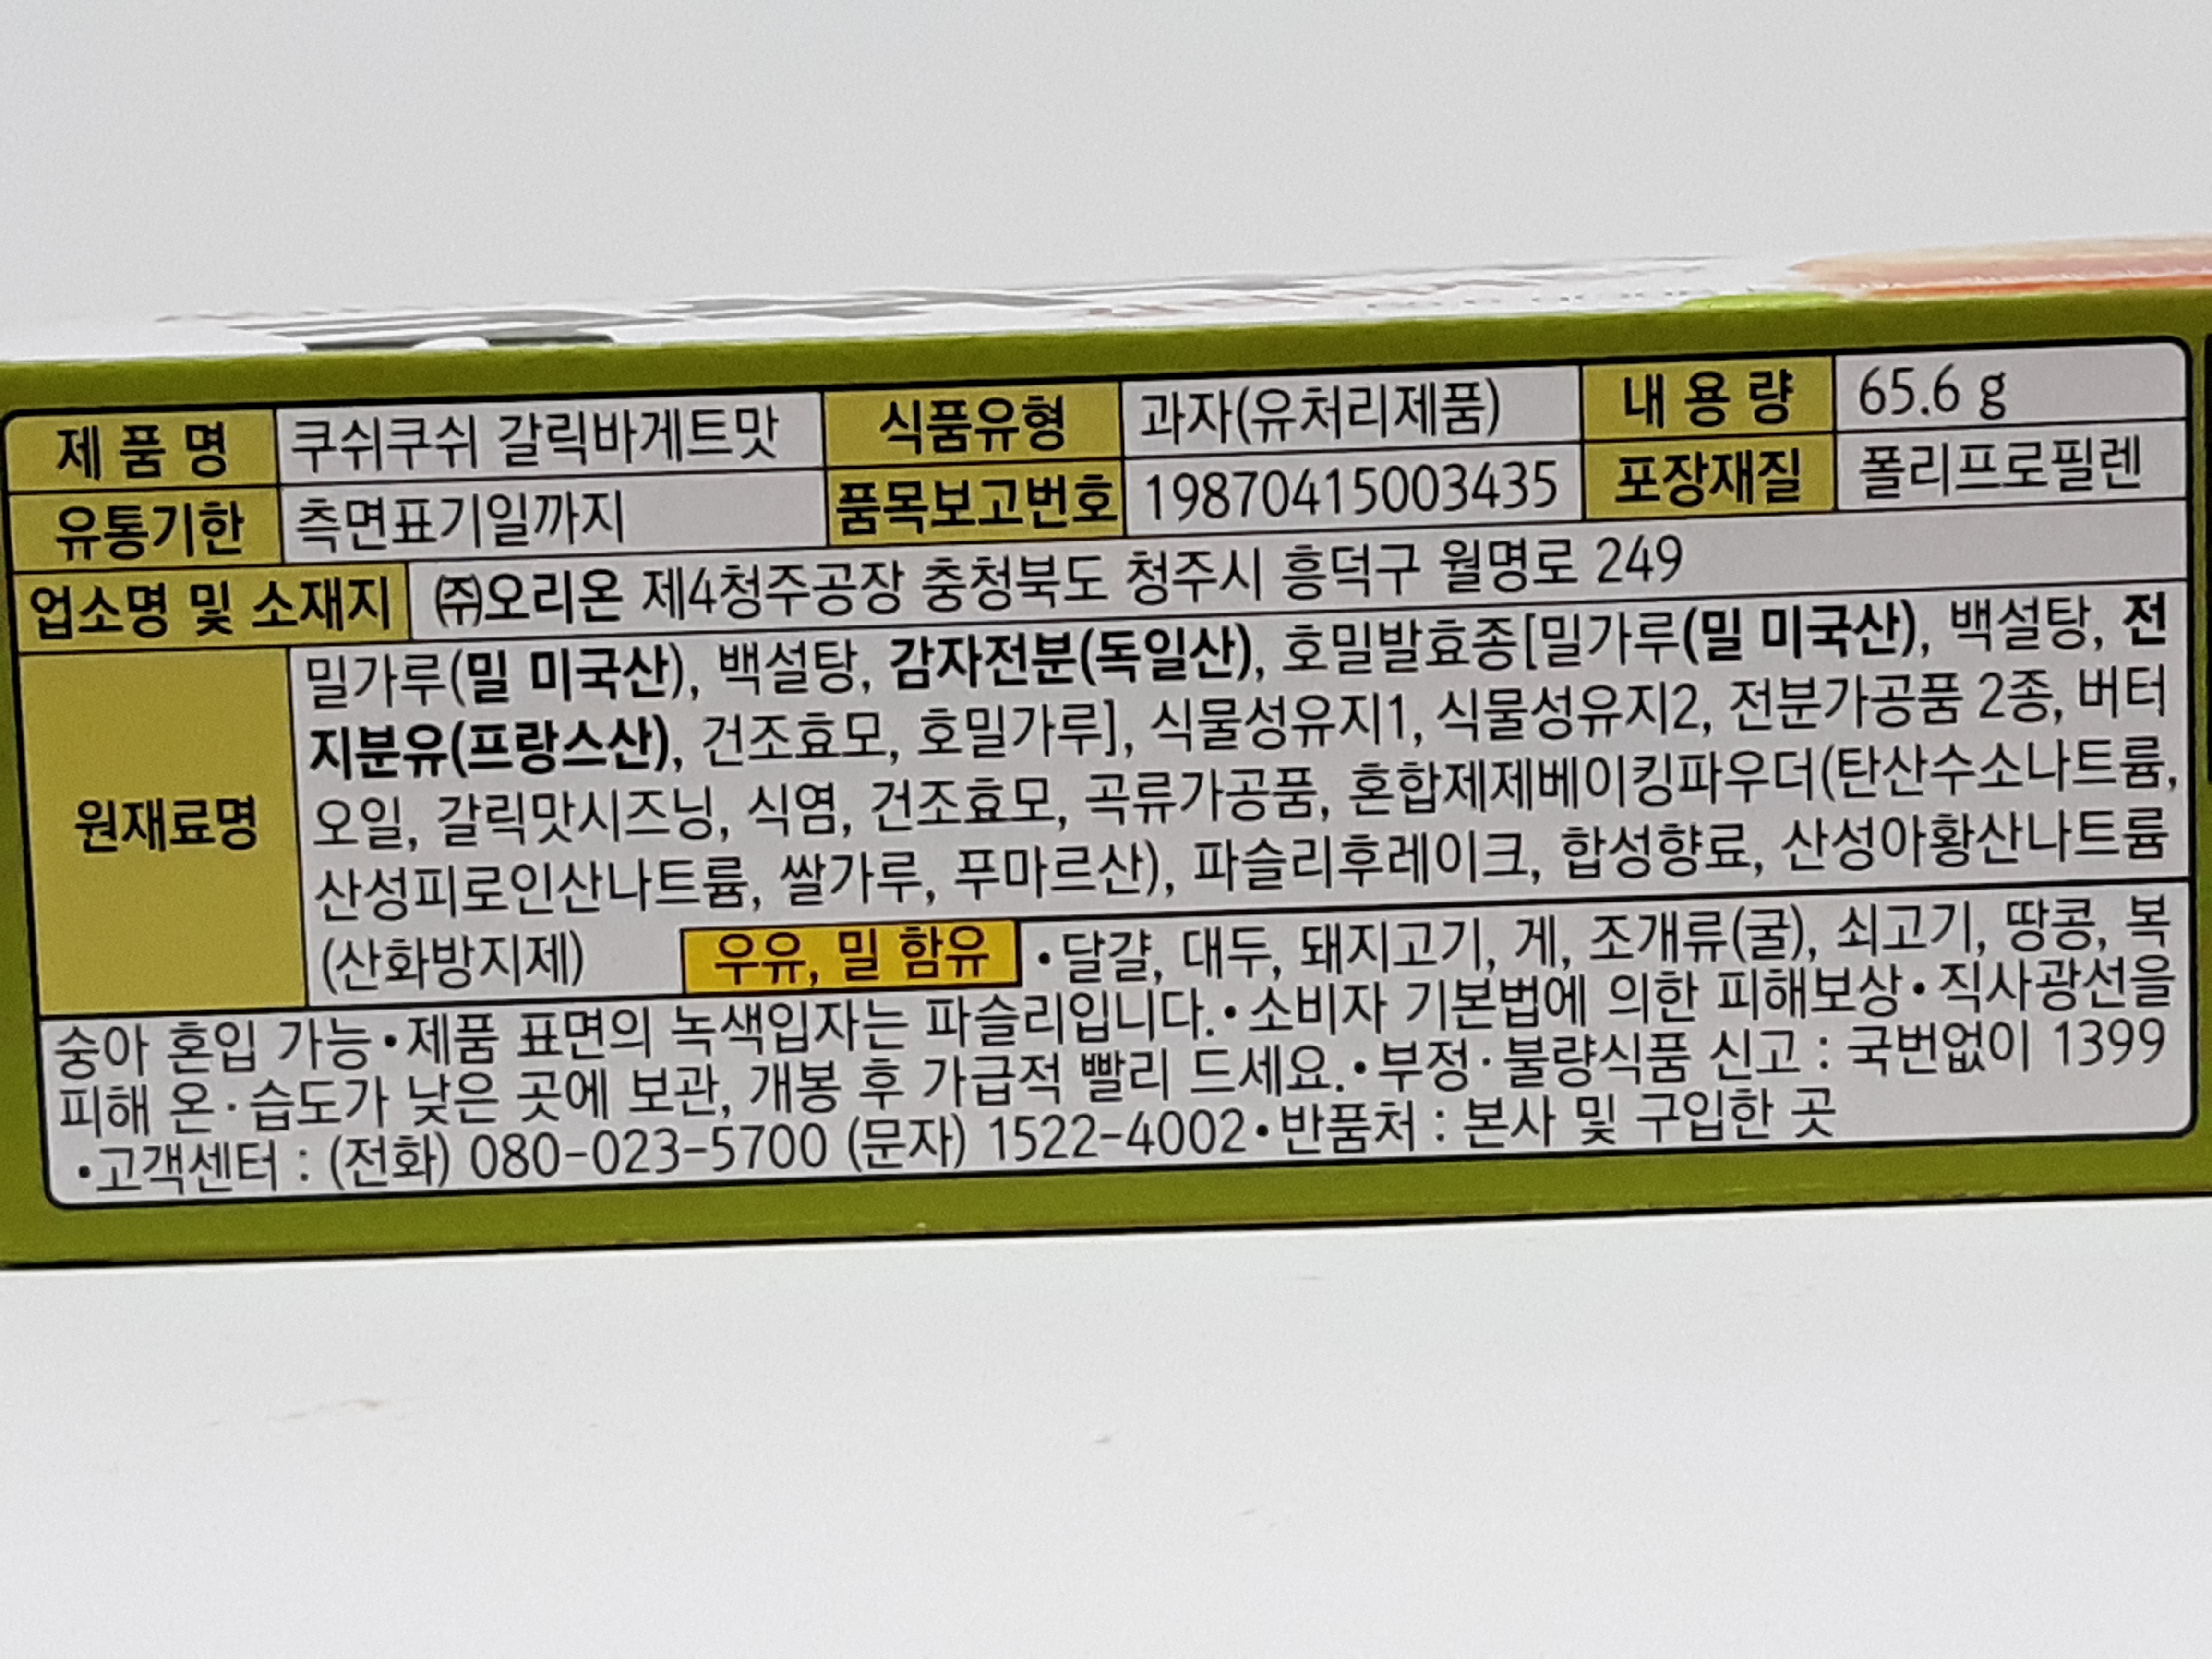 제 품 명 쿠쉬쿠쉬 갈릭바게트맛 식품유형 과자(유처리제품) 내 용 량 65.6 g
유통기한 측면표기일까지 품목보고번호 19870415003435 포장재질 폴리프로필렌
업소명 및 소재지 ㈜오리온 제4청주공장 충청북도 청주시 흥덕구 월명로 249
원재료명
밀가루(밀 미국산), 백설탕, 감자전분(독일산), 호밀발효종[밀가루(밀 미국산), 백설탕, 전
지분유(프랑스산), 건조효모, 호밀가루], 식물성유지1, 식물성유지2, 전분가공품 2종, 버터
오일, 갈릭맛시즈닝, 식염, 건조효모, 곡류가공품, 혼합제제베이킹파우더(탄산수소나트륨,
산성피로인산나트륨, 쌀가루, 푸마르산), 파슬리후레이크, 합성향료, 산성아황산나트륨
(산화방지제) 우유, 밀 함유 •달걀, 대두, 돼지고기, 게, 조개류(굴), 쇠고기, 땅콩, 복
숭아 혼입 가능•제품 표면의 녹색입자는 파슬리입니다.•소비자 기본법에 의한 피해보상•직사광선을
피해 온·습도가 낮은 곳에 보관, 개봉 후 가급적 빨리 드세요.•부정·불량식품 신고 : 국번없이 1399
•고객센터 : (전화) 080-023-5700 (문자) 1522-4002•반품처 : 본사 및 구입한 곳